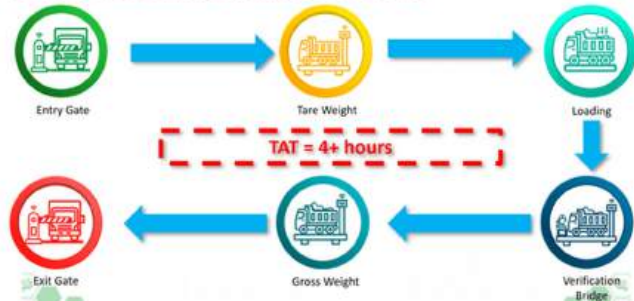 Entry Gate
Tare Weight
Loading
TAT = 4+ hours
Exit Gate
Gross Weight
Verification
Bridge